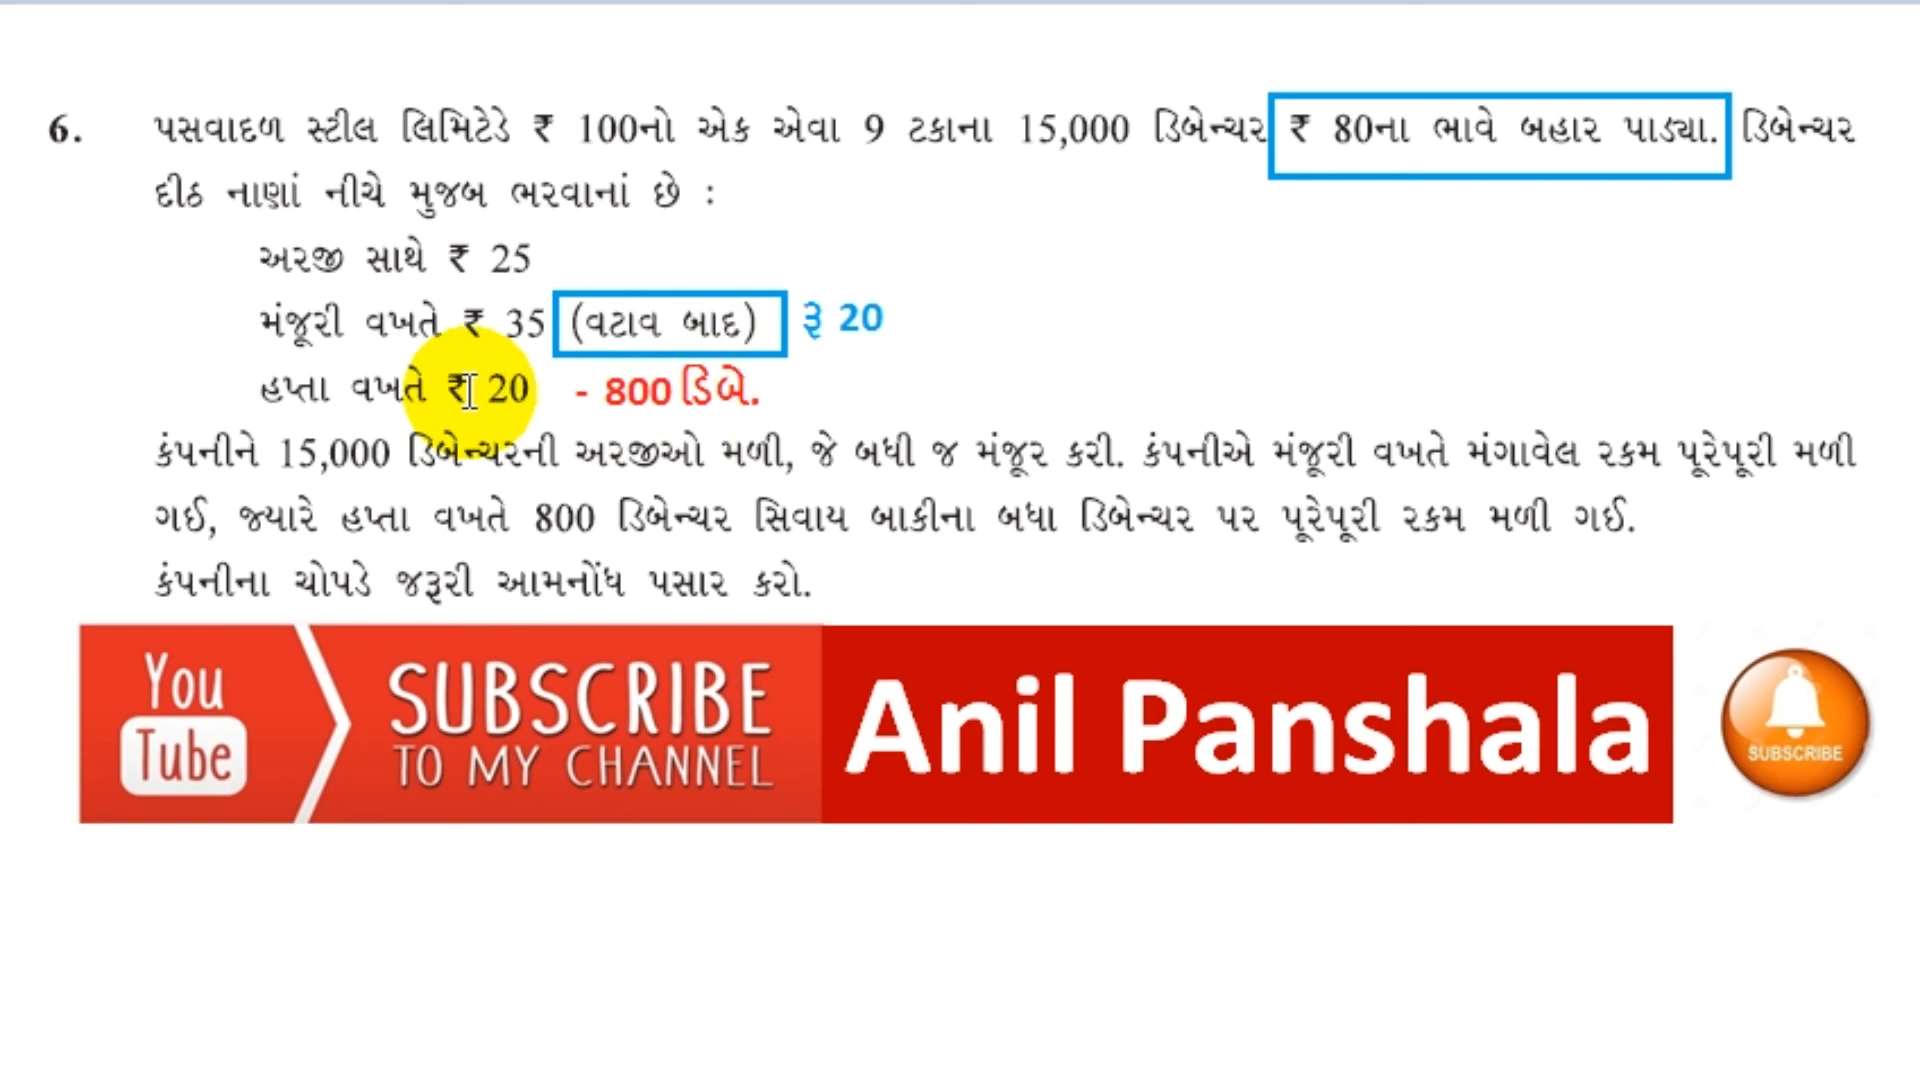 6. પસવાદળ સ્ટીલ લિમિટેડે ₹ 100નો એક એવા 9 ટકાના 15,000 ડિબેન્ચર ₹ 80ના ભાવે બહાર પાડ્યા. ડિબેન્ચર
દીઠ નાણાં નીચે મુજબ ભરવાનાં છે :
અરજી સાથે ₹ 25
મંજૂરી વખતે ₹ 35 (વટાવ બાદ) રૂ 20
હપ્તા વખતે ₹ 20 - 800 ડિબે.
કંપનીને 15,000 ડિબેન્ચરની અરજીઓ મળી, જે બધી જ મંજૂર કરી. કંપનીએ મંજૂરી વખતે મંગાવેલ રકમ પૂરેપૂરી મળી
ગઈ, જ્યારે હપ્તા વખતે 800 ડિબેન્ચર સિવાય બાકીના બધા ડિબેન્ચર પર પૂરેપૂરી રકમ મળી ગઈ.
કંપનીના ચોપડે જરૂરી આમનોંધ પસાર કરો.
You
Tube
SUBSCRIBE
TO MY CHANNEL
Anil Panshala
SUBSCRIBE